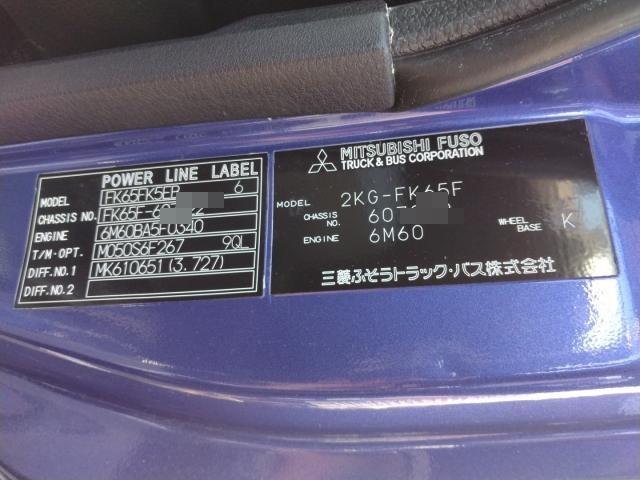 POWER LINE LABEL
MODEL FK65FK5FP 6
CHASSIS NO. FK65F-6
ENGINE 6M60BA5F0340
T/M-OPT. M050S6F267 9QL
DIFF.NO.1 MK610651 (3.727)
DIFF.NO.2
MITSUBISHI FUSO
TRUCK & BUS CORPORATION
MODEL 2KG-FK65F
CHASSIS NO. 60
ENGINE 6M60
WHEEL BASE K
三菱ふそうトラック・バス株式会社